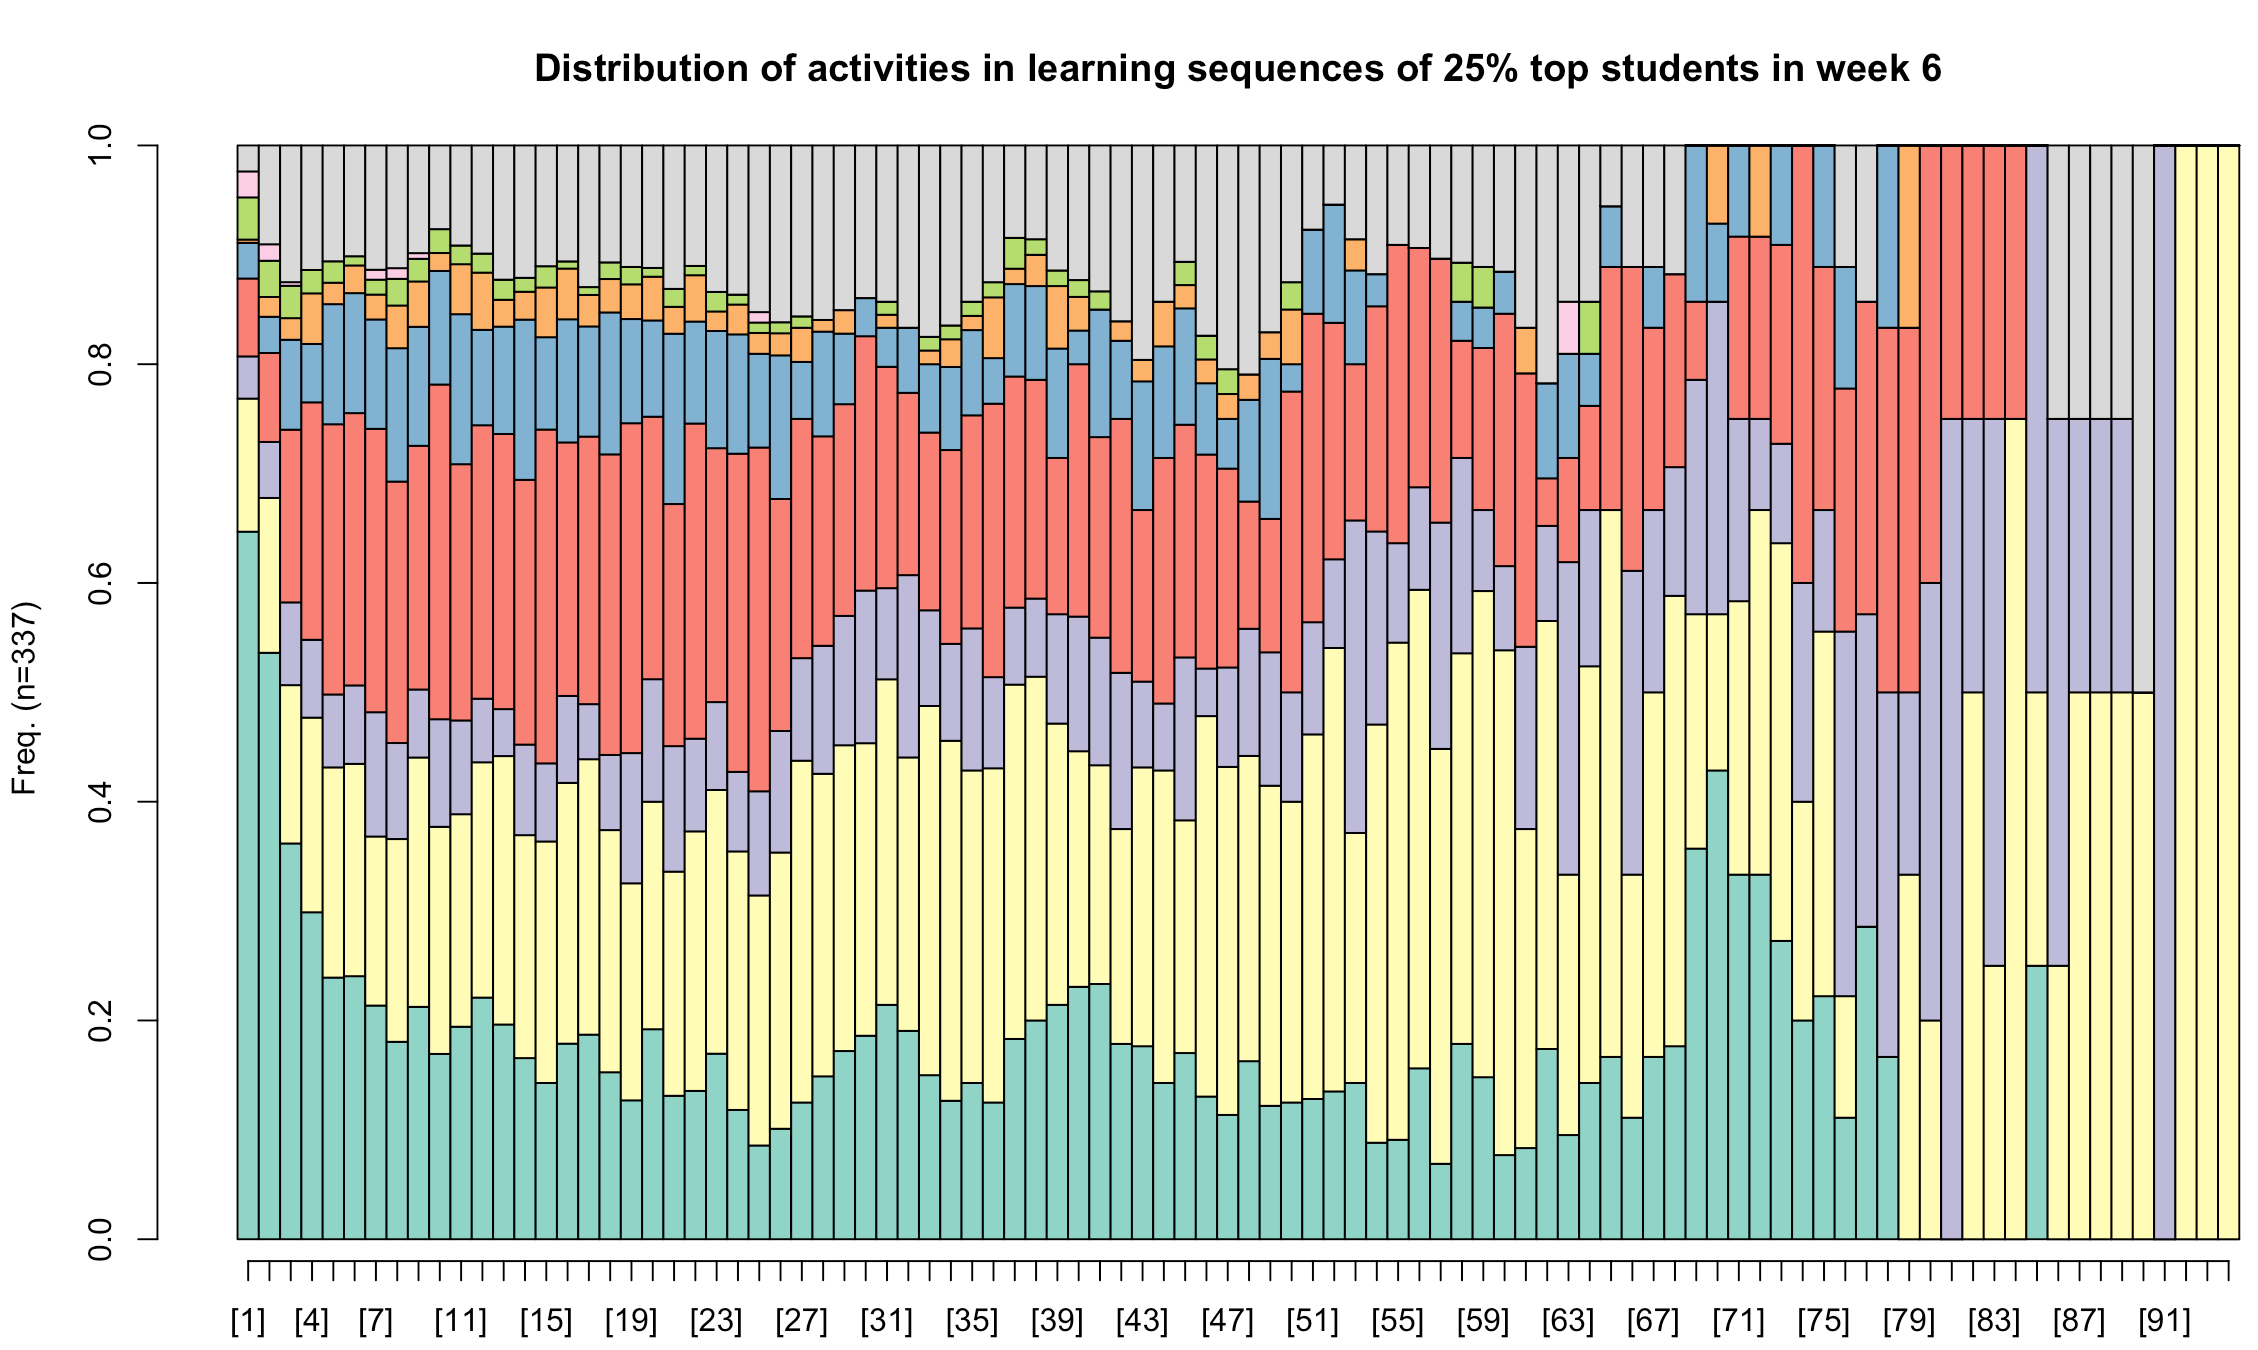 Distribution of activities in learning sequences of 25% top students in week 6
1.0
0.8
0.6
0.4
0.2
0.0
Freq. (n=337)
[1] [4] [7] [11] [15] [19] [23] [27] [31] [35] [39] [43] [47] [51] [55] [59] [63] [67] [71] [75] [79] [83] [87] [91]